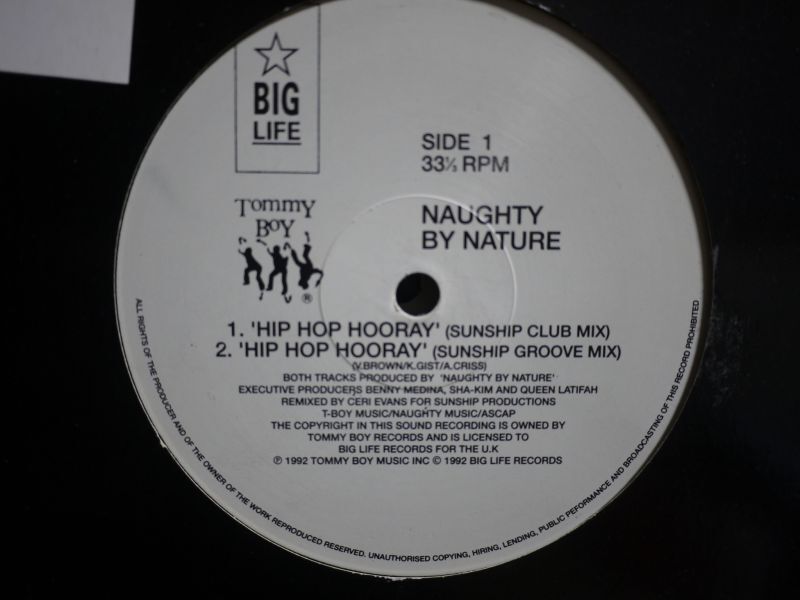 BIG
LIFE
SIDE 1
33⅓ RPM
TOMMY
BOY
®
NAUGHTY
BY NATURE
1. 'HIP HOP HOORAY' (SUNSHIP CLUB MIX)
2. 'HIP HOP HOORAY' (SUNSHIP GROOVE MIX)
(V.BROWN/K.GIST/A.CRISS)
BOTH TRACKS PRODUCED BY 'NAUGHTY BY NATURE'
EXECUTIVE PRODUCERS BENNY MEDINA, SHA-KIM AND QUEEN LATIFAH
REMIXED BY CERI EVANS FOR SUNSHIP PRODUCTIONS
T-BOY MUSIC/NAUGHTY MUSIC/ASCAP
THE COPYRIGHT IN THIS SOUND RECORDING IS OWNED BY
TOMMY BOY RECORDS AND IS LICENSED TO
BIG LIFE RECORDS FOR THE U.K
℗ 1992 TOMMY BOY MUSIC INC © 1992 BIG LIFE RECORDS
ALL RIGHTS OF THE PRODUCER AND OF THE OWNER OF THE WORK REPRODUCED RESERVED. UNAUTHORISED COPYING, HIRING, LENDING, PUBLIC PEFORMANCE AND BROADCASTING OF THIS RECORD PROHIBITED